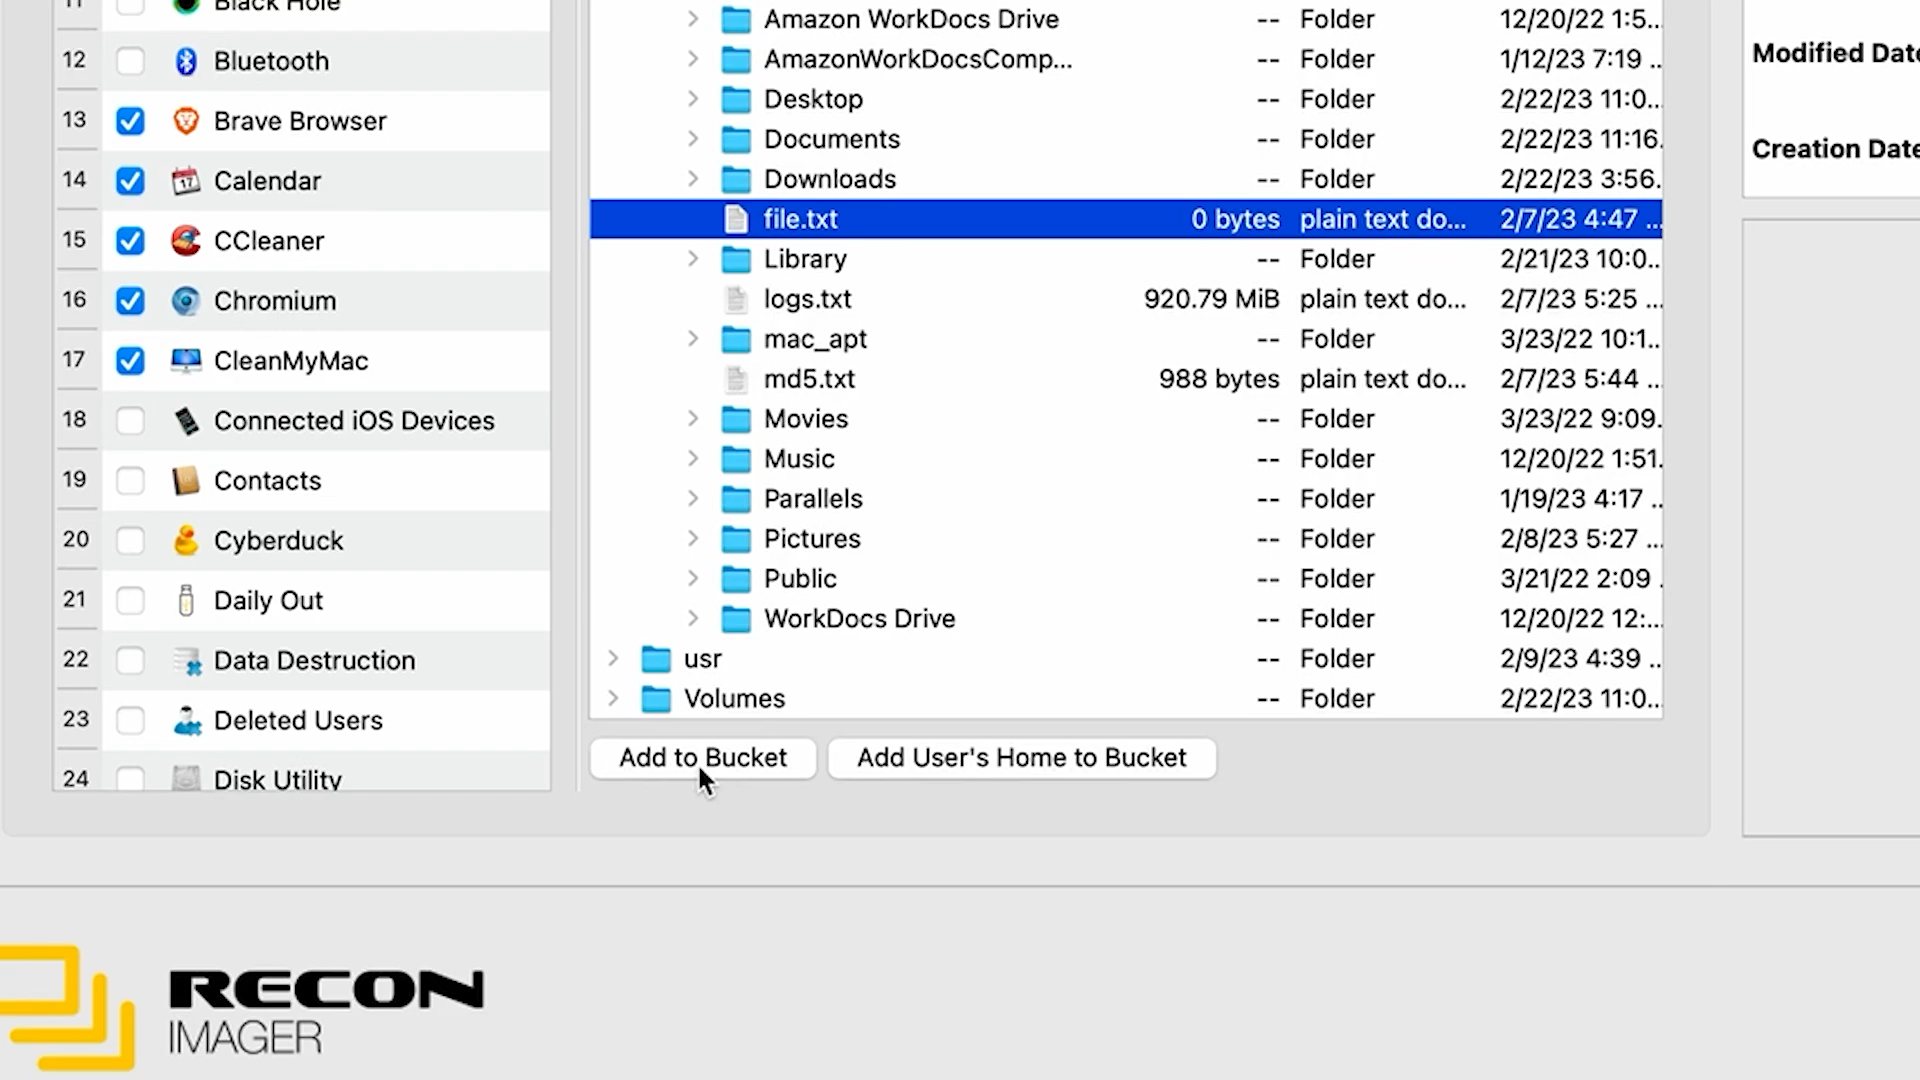 11 Black Hole
12 Bluetooth
13 Brave Browser
14 Calendar
15 CCleaner
16 Chromium
17 CleanMyMac
18 Connected iOS Devices
19 Contacts
20 Cyberduck
21 Daily Out
22 Data Destruction
23 Deleted Users
24 Disk Utility
Amazon WorkDocs Drive -- Folder 12/20/22 1:5...
AmazonWorkDocsComp... -- Folder 1/12/23 7:19 ..
Desktop -- Folder 2/22/23 11:0...
Documents -- Folder 2/22/23 11:16.
Downloads -- Folder 2/22/23 3:56.
file.txt 0 bytes plain text do... 2/7/23 4:47 ...
Library -- Folder 2/21/23 10:0...
logs.txt 920.79 MiB plain text do... 2/7/23 5:25 ...
mac_apt -- Folder 3/23/22 10:1...
md5.txt 988 bytes plain text do... 2/7/23 5:44 ...
Movies -- Folder 3/23/22 9:09.
Music -- Folder 12/20/22 1:51.
Parallels -- Folder 1/19/23 4:17 ..
Pictures -- Folder 2/8/23 5:27 ...
Public -- Folder 3/21/22 2:09 .
WorkDocs Drive -- Folder 12/20/22 12:...
usr -- Folder 2/9/23 4:39 ..
Volumes -- Folder 2/22/23 11:0...
Add to Bucket Add User's Home to Bucket
Modified Date
Creation Date
RECON
IMAGER